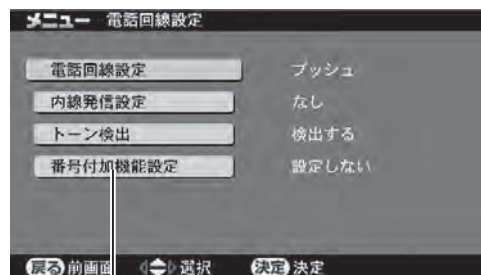 メニュー 電話回線設定
電話回線設定 プッシュ
内線発信設定 なし
トーン検出 検出する
番号付加機能設定 設定しない
戻る 前画面 選択 決定 決定